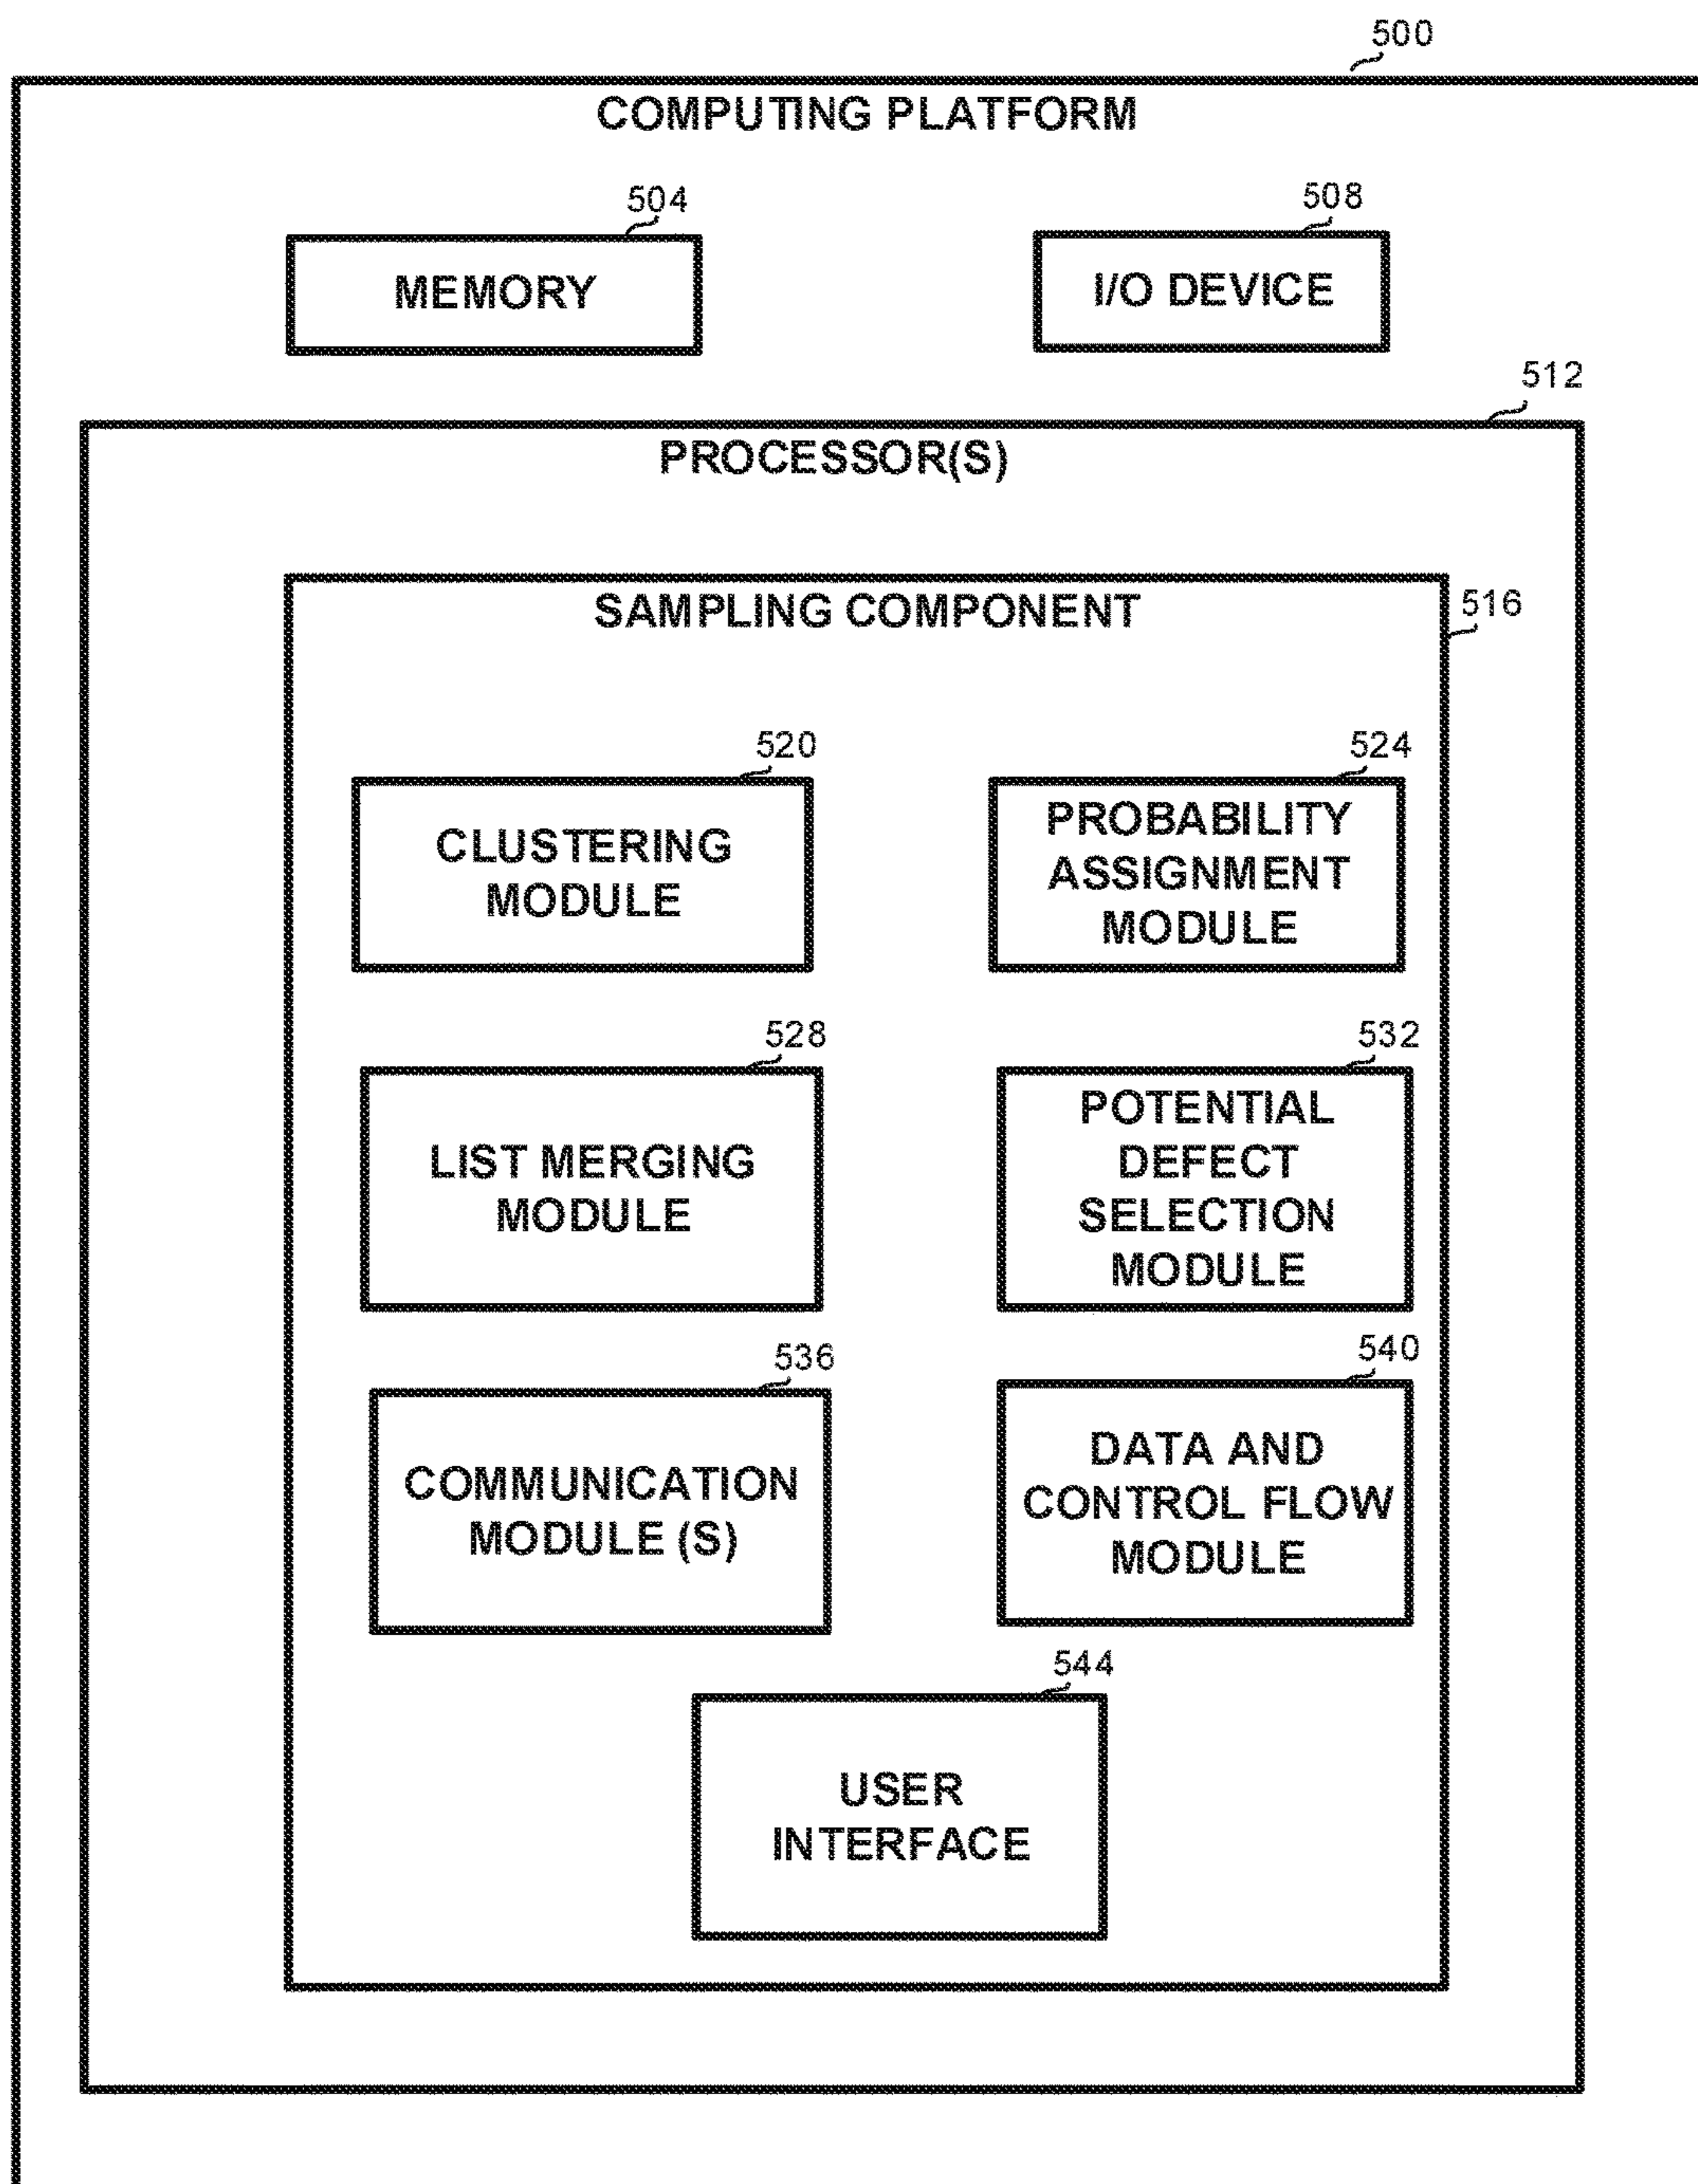 500
COMPUTING PLATFORM
504
508
MEMORY
I/O DEVICE
512
PROCESSOR(S)
SAMPLING COMPONENT
516
520
524
CLUSTERING
MODULE
PROBABILITY
ASSIGNMENT
MODULE
528
532
LIST MERGING
MODULE
POTENTIAL
DEFECT
SELECTION
MODULE
536
540
COMMUNICATION
MODULE (S)
DATA AND
CONTROL FLOW
MODULE
544
USER
INTERFACE